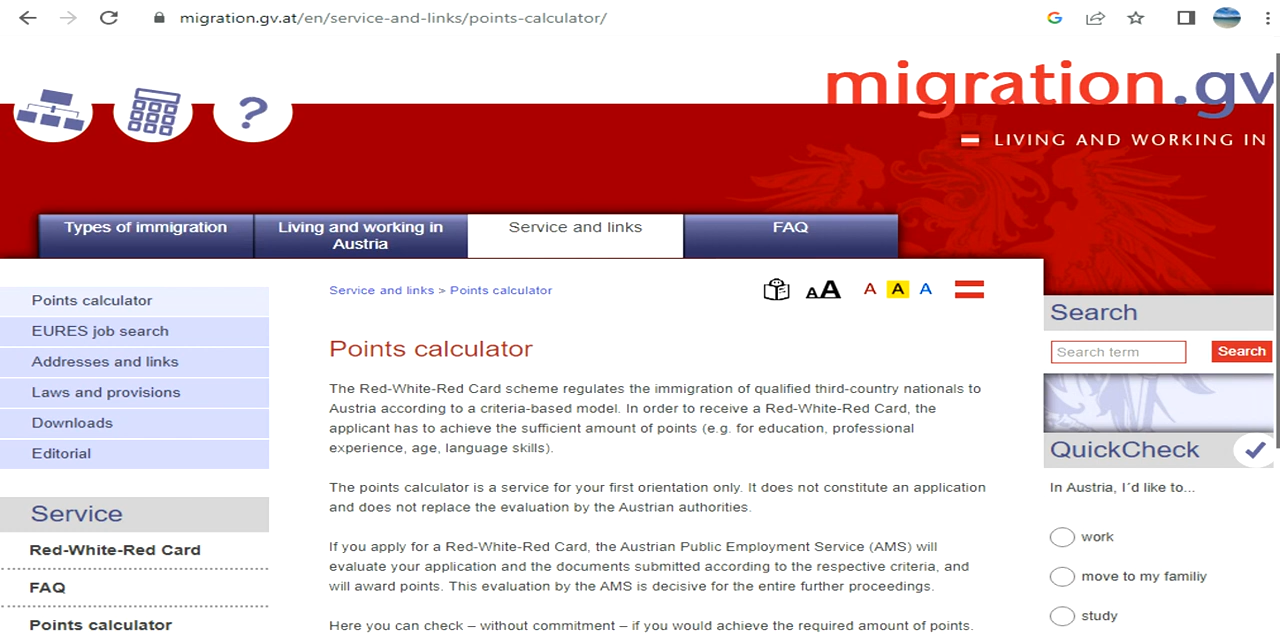 migration.gv.at/en/service-and-links/points-calculator/
migration.gv
LIVING AND WORKING IN
?
Types of immigration
Living and working in
Austria
Service and links
FAQ
Points calculator
EURES job search
Addresses and links
Laws and provisions
Downloads
Editorial
Service
Red-White-Red Card
FAQ
Points calculator
Service and links > Points calculator
AA A A A
Points calculator
The Red-White-Red Card scheme regulates the immigration of qualified third-country nationals to
Austria according to a criteria-based model. In order to receive a Red-White-Red Card, the
applicant has to achieve the sufficient amount of points (e.g. for education, professional
experience, age, language skills).
The points calculator is a service for your first orientation only. It does not constitute an application
and does not replace the evaluation by the Austrian authorities.
If you apply for a Red-White-Red Card, the Austrian Public Employment Service (AMS) will
evaluate your application and the documents submitted according to the respective criteria, and
will award points. This evaluation by the AMS is decisive for the entire further proceedings.
Here you can check – without commitment – if you would achieve the required amount of points.
Search
Search term
Search
QuickCheck
In Austria, I´d like to...
work
move to my familiy
study